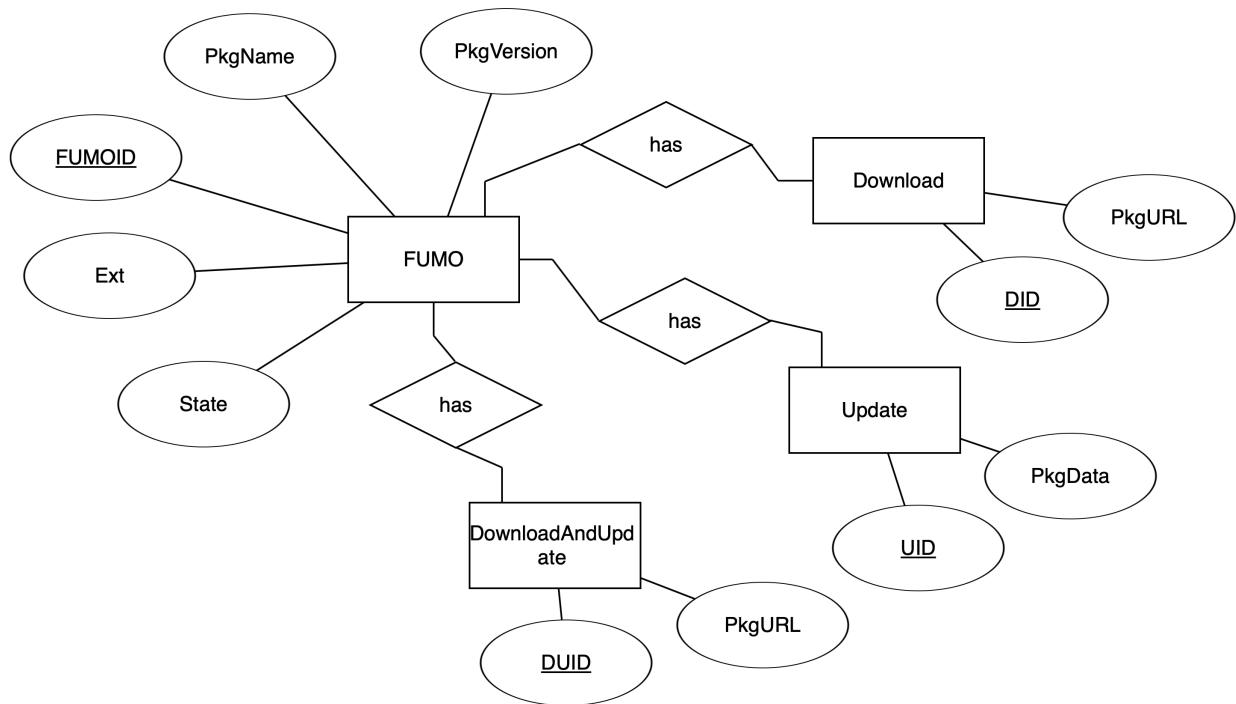 PkgName
PkgVersion
FUMOID
has
Download
PkgURL
FUMO
Ext
DID
has
State
has
Update
PkgData
DownloadAndUpd
ate
UID
PkgURL
DUID